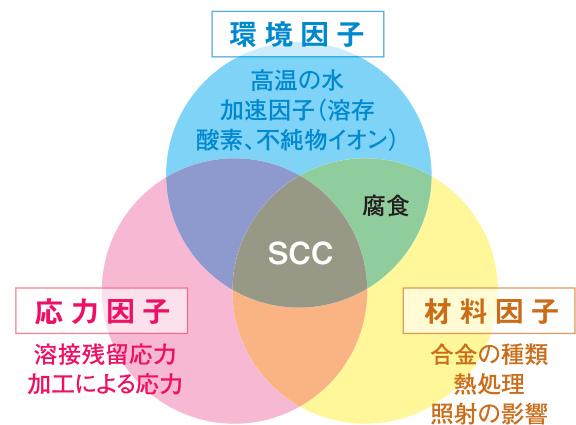 環境因子
高温の水
加速因子(溶存
酸素、不純物イオン)
腐食
SCC
応力因子
溶接残留応力
加工による応力
材料因子
合金の種類
熱処理
照射の影響